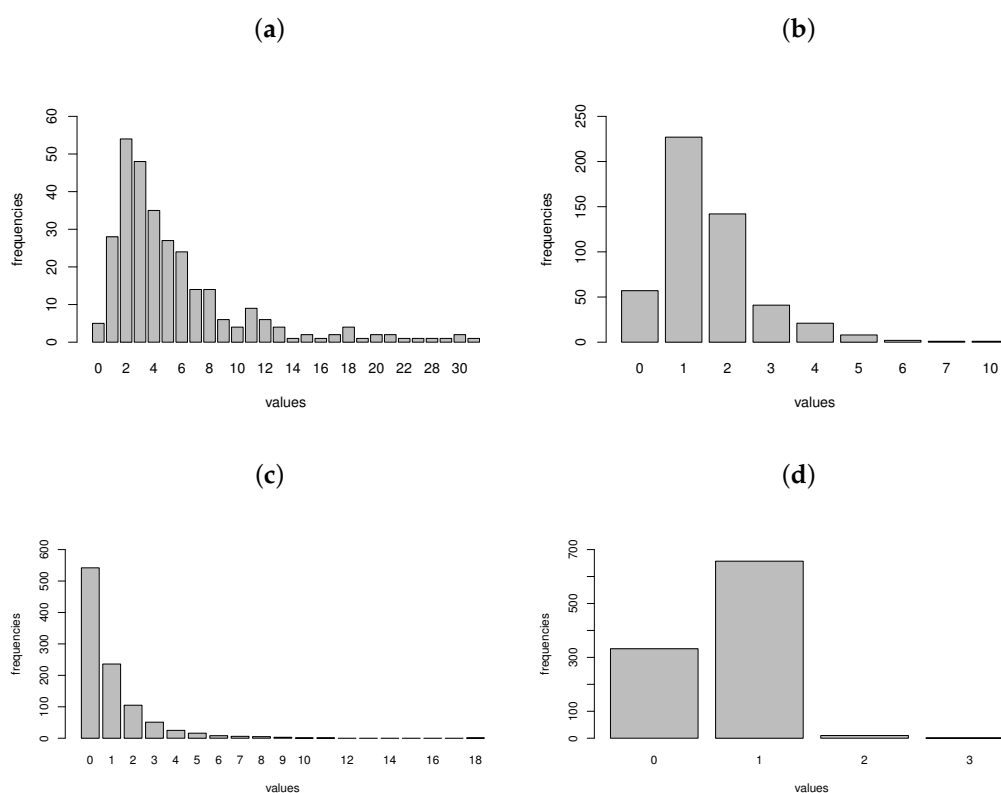 (a)
60
50
40
30
20
10
0
frequencies
0 2 4 6 8 10 12 14 16 18 20 22 28 30
values
(b)
250
200
150
100
50
0
frequencies
0 1 2 3 4 5 6 7 10
values
(c)
600
500
400
300
200
100
0
frequencies
0 1 2 3 4 5 6 7 8 9 10 12 14 16 18
values
(d)
700
500
300
100
0
frequencies
0 1 2 3
values